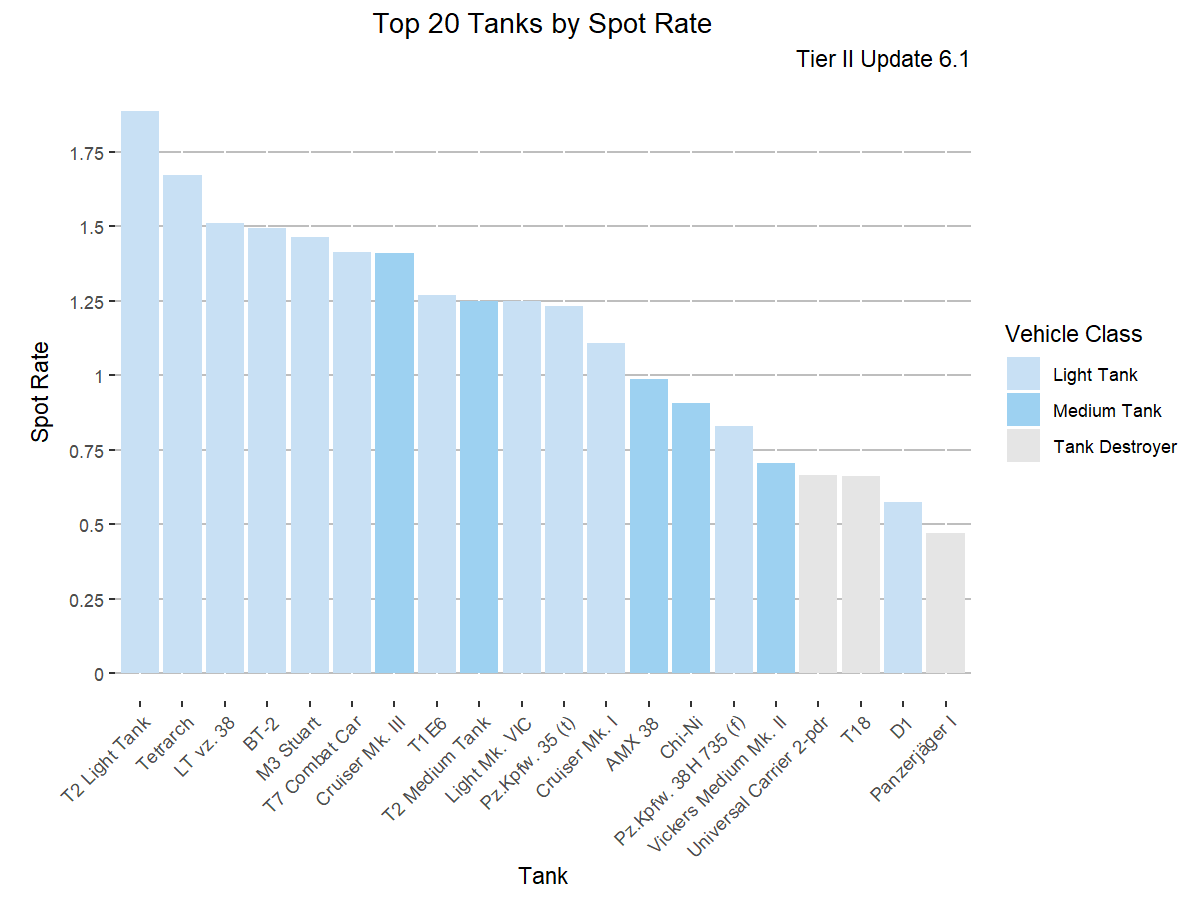 Top 20 Tanks by Spot Rate
Tier II Update 6.1
1.75
1.5
1.25
1
0.75
0.5
0.25
0
Spot Rate
T2 Light Tank
Tetrarch
LT vz. 38
BT-2
M3 Stuart
T7 Combat Car
Cruiser Mk. III
T1E6
T2 Medium Tank
Light Mk. VIC
Pz.Kpfw. 35 (t)
Cruiser Mk. I
AMX 38
Chi-Ni
Pz.Kpfw. 38H 735 (f)
Vickers Medium Mk. II
Universal Carrier 2-pdr
T18
D1
Panzerjäger I
Tank
Vehicle Class
Light Tank
Medium Tank
Tank Destroyer